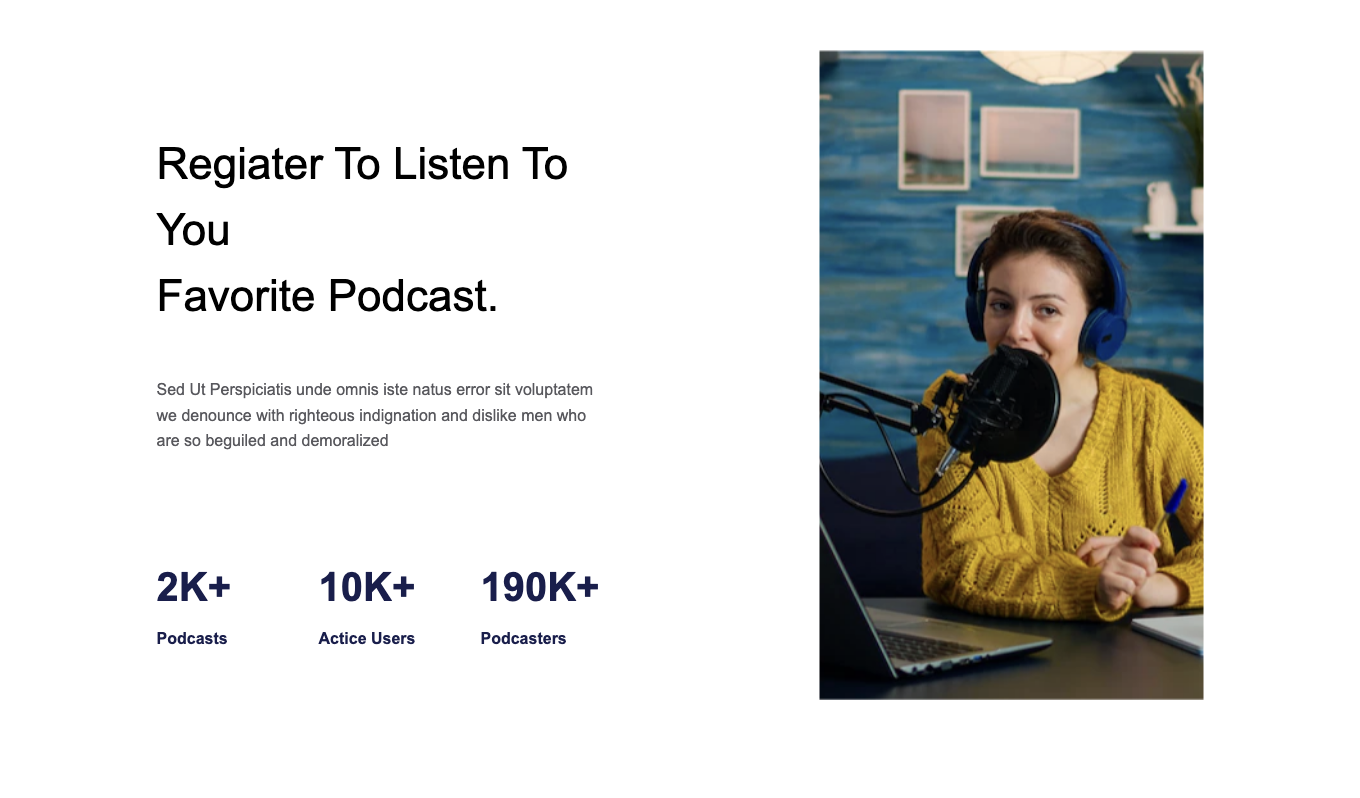 Regiater To Listen To
You
Favorite Podcast.
Sed Ut Perspiciatis unde omnis iste natus error sit voluptatem
we denounce with righteous indignation and dislike men who
are so beguiled and demoralized
2K+ 10K+ 190K+
Podcasts Actice Users Podcasters